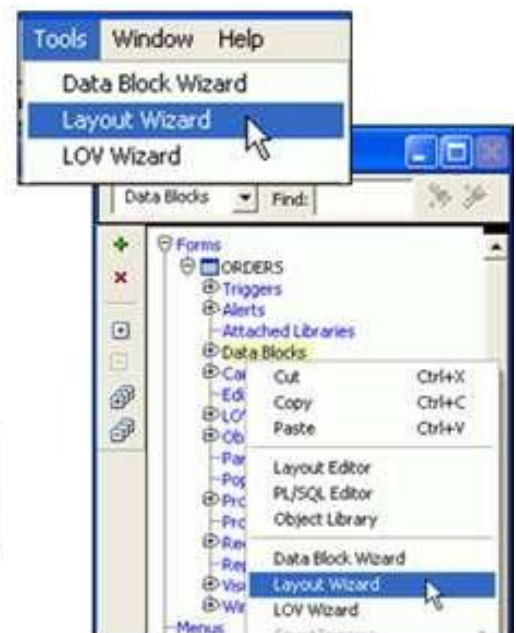 Tools Window Help
Data Block Wizard
Layout Wizard
LOV Wizard
Data Blocks Find:
Forms
ORDERS
Triggers
Alerts
Attached Libraries
Data Blocks
Cut Ctrl+X
Copy Ctrl+C
Paste Ctrl+V
Layout Editor
PL/SQL Editor
Object Library
Data Block Wizard
Layout Wizard
LOV Wizard
Menus